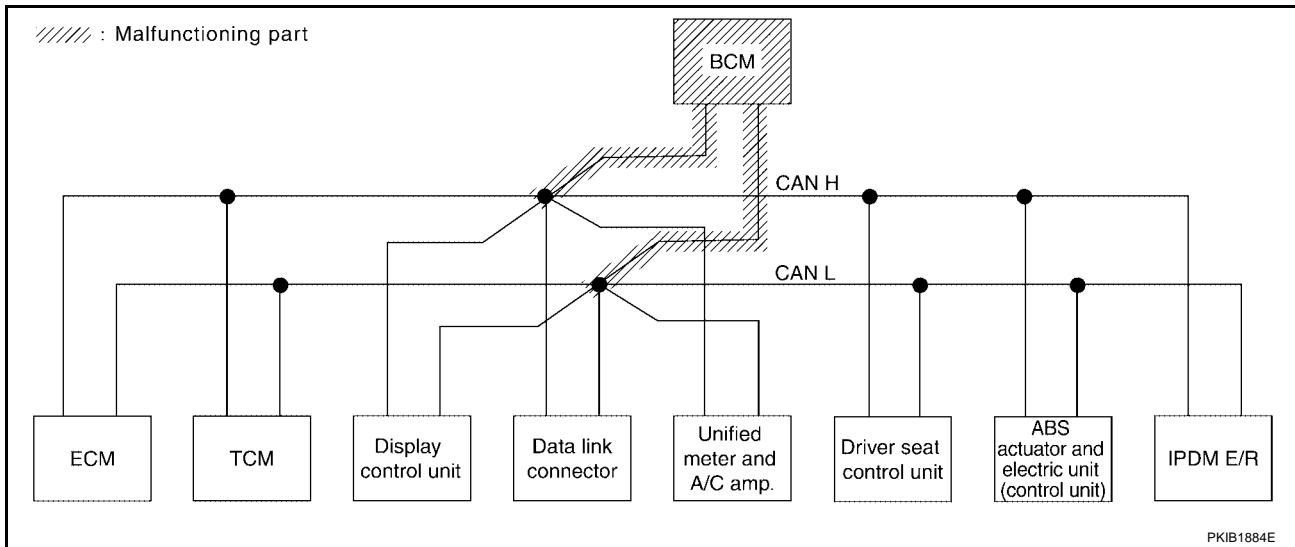 : Malfunctioning part
BCM
CAN H
CAN L
ECM
TCM
Display
control unit
Data link
connector
Unified
meter and
A/C amp.
Driver seat
control unit
ABS
actuator and
electric unit
(control unit)
IPDM E/R
PKIB1884E